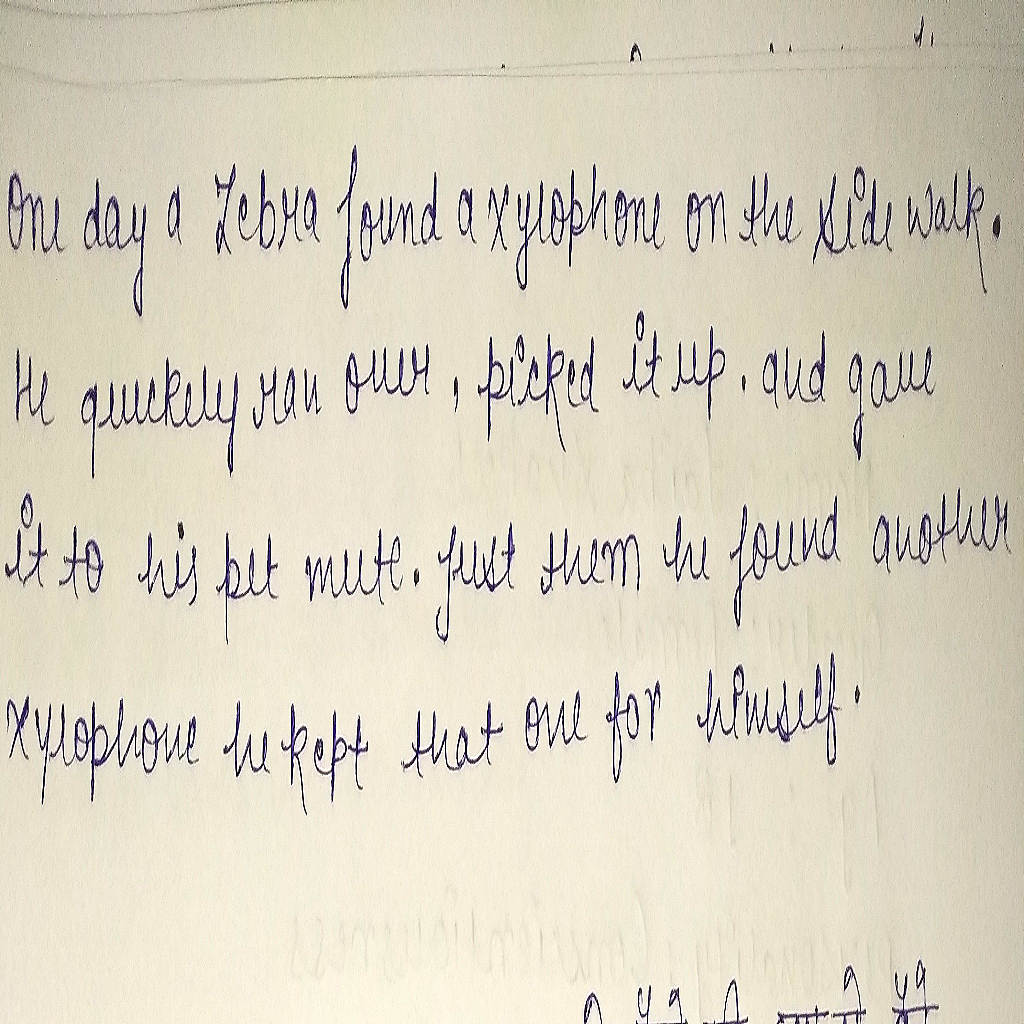 One day a Zebra found a xylophone on the side walk.
He quickely ran over, picked it up. and gave
it to his pet mute. Just them he found another
xylophone he kept that one for himself.